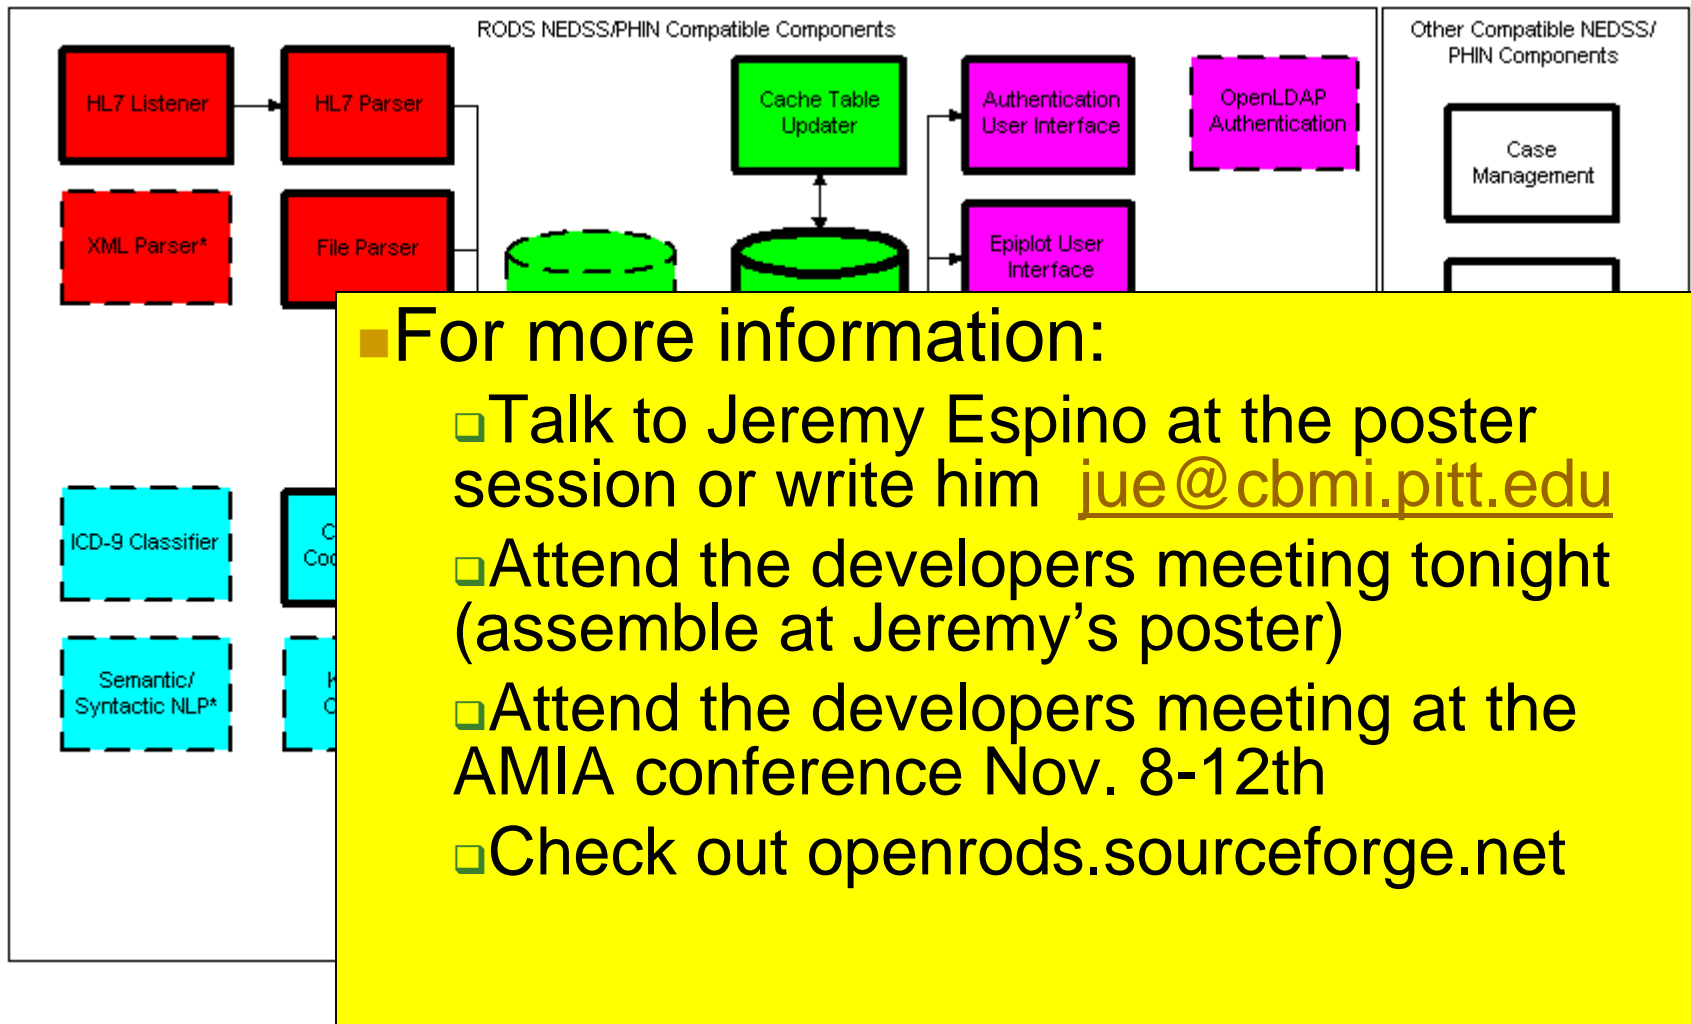 RODS NEDSS/PHIN Compatible Components
Other Compatible NEDSS/
PHIN Components
HL7 Listener
HL7 Parser
Cache Table
Updater
Authentication
User Interface
OpenLDAP
Authentication
Case
Management
XML Parser*
File Parser
Epiplot User
Interface
ICD-9 Classifier
Semantic/
Syntactic NLP*
For more information:
Talk to Jeremy Espino at the poster
session or write him jue@cbmi.pitt.edu
Attend the developers meeting tonight
(assemble at Jeremy’s poster)
Attend the developers meeting at the
AMIA conference Nov. 8-12th
Check out openrods.sourceforge.net